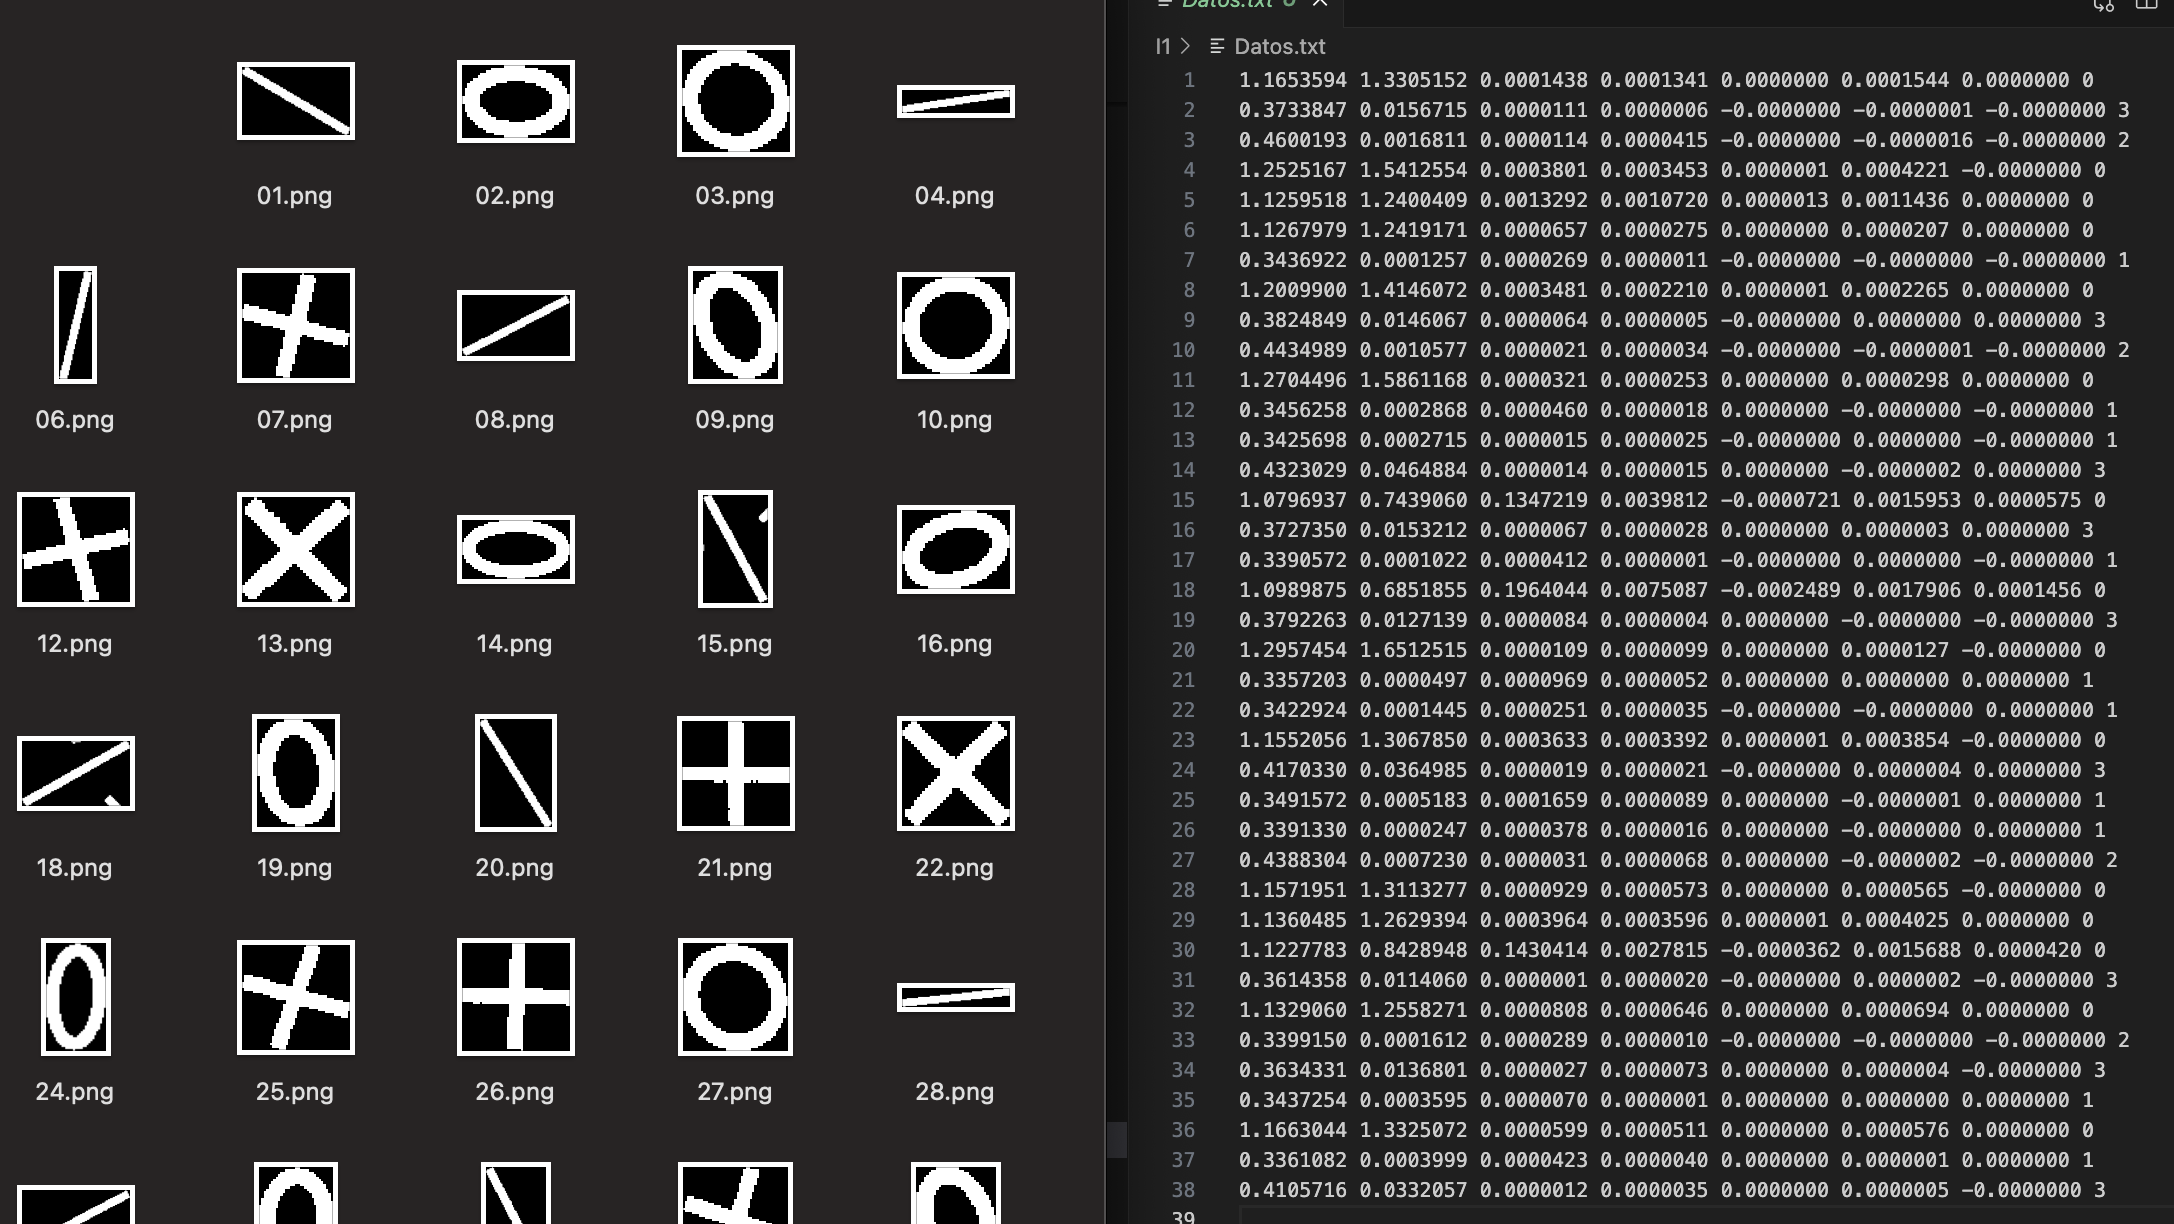 01.png
02.png
03.png
04.png
06.png
07.png
08.png
09.png
10.png
12.png
13.png
14.png
15.png
16.png
18.png
19.png
20.png
21.png
22.png
24.png
25.png
26.png
27.png
28.png
Datos.txt
l1 > Datos.txt
1 1.1653594 1.3305152 0.0001438 0.0001341 0.0000000 0.0001544 0.0000000 0
2 0.3733847 0.0156715 0.0000111 0.0000006 -0.0000000 -0.0000001 -0.0000000 3
3 0.4600193 0.0016811 0.0000114 0.0000415 -0.0000000 -0.0000016 -0.0000000 2
4 1.2525167 1.5412554 0.0003801 0.0003453 0.0000001 0.0004221 -0.0000000 0
5 1.1259518 1.2400409 0.0013292 0.0010720 0.0000013 0.0011436 0.0000000 0
6 1.1267979 1.2419171 0.0000657 0.0000275 0.0000000 0.0000207 0.0000000 0
7 0.3436922 0.0001257 0.0000269 0.0000011 -0.0000000 -0.0000000 -0.0000000 1
8 1.2009900 1.4146072 0.0003481 0.0002210 0.0000001 0.0002265 0.0000000 0
9 0.3824849 0.0146067 0.0000064 0.0000005 -0.0000000 0.0000000 0.0000000 3
10 0.4434989 0.0010577 0.0000021 0.0000034 -0.0000000 -0.0000001 -0.0000000 2
11 1.2704496 1.5861168 0.0000321 0.0000253 0.0000000 0.0000298 0.0000000 0
12 0.3456258 0.0002868 0.0000460 0.0000018 0.0000000 -0.0000000 -0.0000000 1
13 0.3425698 0.0002715 0.0000015 0.0000025 -0.0000000 0.0000000 -0.0000000 1
14 0.4323029 0.0464884 0.0000014 0.0000015 0.0000000 -0.0000002 0.0000000 3
15 1.0796937 0.7439060 0.1347219 0.0039812 -0.0000721 0.0015953 0.0000575 0
16 0.3727350 0.0153212 0.0000067 0.0000028 0.0000000 0.0000003 0.0000000 3
17 0.3390572 0.0001022 0.0000412 0.0000001 -0.0000000 0.0000000 -0.0000000 1
18 1.0989875 0.6851855 0.1964044 0.0075087 -0.0002489 0.0017906 0.0001456 0
19 0.3792263 0.0127139 0.0000084 0.0000004 0.0000000 -0.0000000 -0.0000000 3
20 1.2957454 1.6512515 0.0000109 0.0000099 0.0000000 0.0000127 -0.0000000 0
21 0.3357203 0.0000497 0.0000969 0.0000052 0.0000000 0.0000000 0.0000000 1
22 0.3422924 0.0001445 0.0000251 0.0000035 -0.0000000 -0.0000000 0.0000000 1
23 1.1552056 1.3067850 0.0003633 0.0003392 0.0000001 0.0003854 -0.0000000 0
24 0.4170330 0.0364985 0.0000019 0.0000021 -0.0000000 0.0000004 0.0000000 3
25 0.3491572 0.0005183 0.0001659 0.0000089 0.0000000 -0.0000001 0.0000000 1
26 0.3391330 0.0000247 0.0000378 0.0000016 0.0000000 -0.0000000 0.0000000 1
27 0.4388304 0.0007230 0.0000031 0.0000068 0.0000000 -0.0000002 -0.0000000 2
28 1.1571951 1.3113277 0.0000929 0.0000573 0.0000000 0.0000565 -0.0000000 0
29 1.1360485 1.2629394 0.0003964 0.0003596 0.0000001 0.0004025 0.0000000 0
30 1.1227783 0.8428948 0.1430414 0.0027815 -0.0000362 0.0015688 0.0000420 0
31 0.3614358 0.0114060 0.0000001 0.0000020 -0.0000000 0.0000002 -0.0000000 3
32 1.1329060 1.2558271 0.0000808 0.0000646 0.0000000 0.0000694 0.0000000 0
33 0.3399150 0.0001612 0.0000289 0.0000010 -0.0000000 -0.0000000 -0.0000000 2
34 0.3634331 0.0136801 0.0000027 0.0000073 0.0000000 0.0000004 -0.0000000 3
35 0.3437254 0.0003595 0.0000070 0.0000001 0.0000000 0.0000000 0.0000000 1
36 1.1663044 1.3325072 0.0000599 0.0000511 0.0000000 0.0000576 0.0000000 0
37 0.3361082 0.0003999 0.0000423 0.0000040 0.0000000 0.0000001 0.0000000 1
38 0.4105716 0.0332057 0.0000012 0.0000035 0.0000000 0.0000005 -0.0000000 3
39